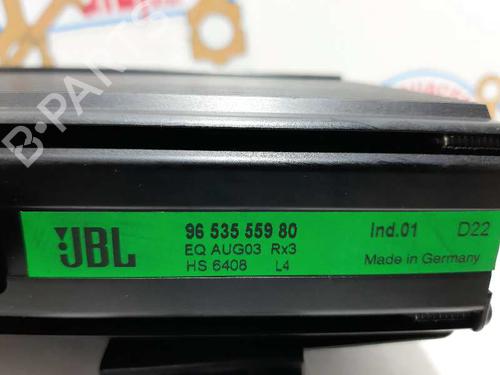 JBL
96 535 559 80
EQ AUG03 Rx3
HS 6408 L4
Ind.01 D22
Made in Germany
B-PARTS